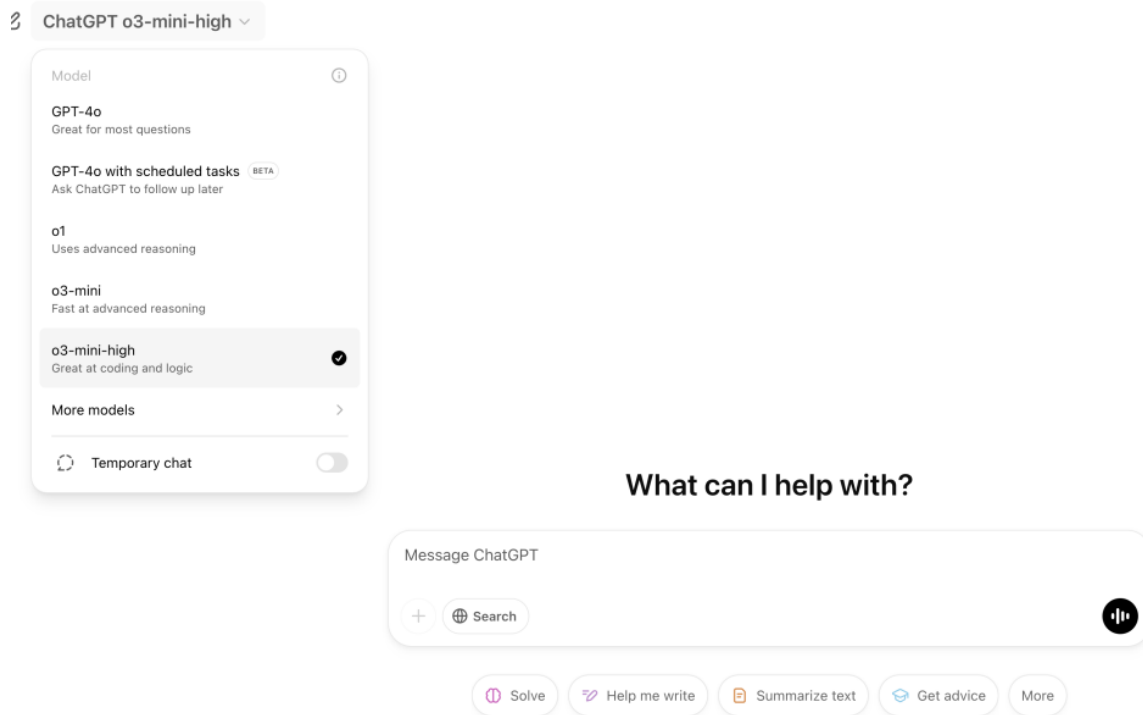 ChatGPT o3-mini-high
Model
GPT-4o
Great for most questions
GPT-4o with scheduled tasks BETA
Ask ChatGPT to follow up later
o1
Uses advanced reasoning
o3-mini
Fast at advanced reasoning
o3-mini-high
Great at coding and logic
More models
Temporary chat
What can I help with?
Message ChatGPT
Search
Solve Help me write Summarize text Get advice More